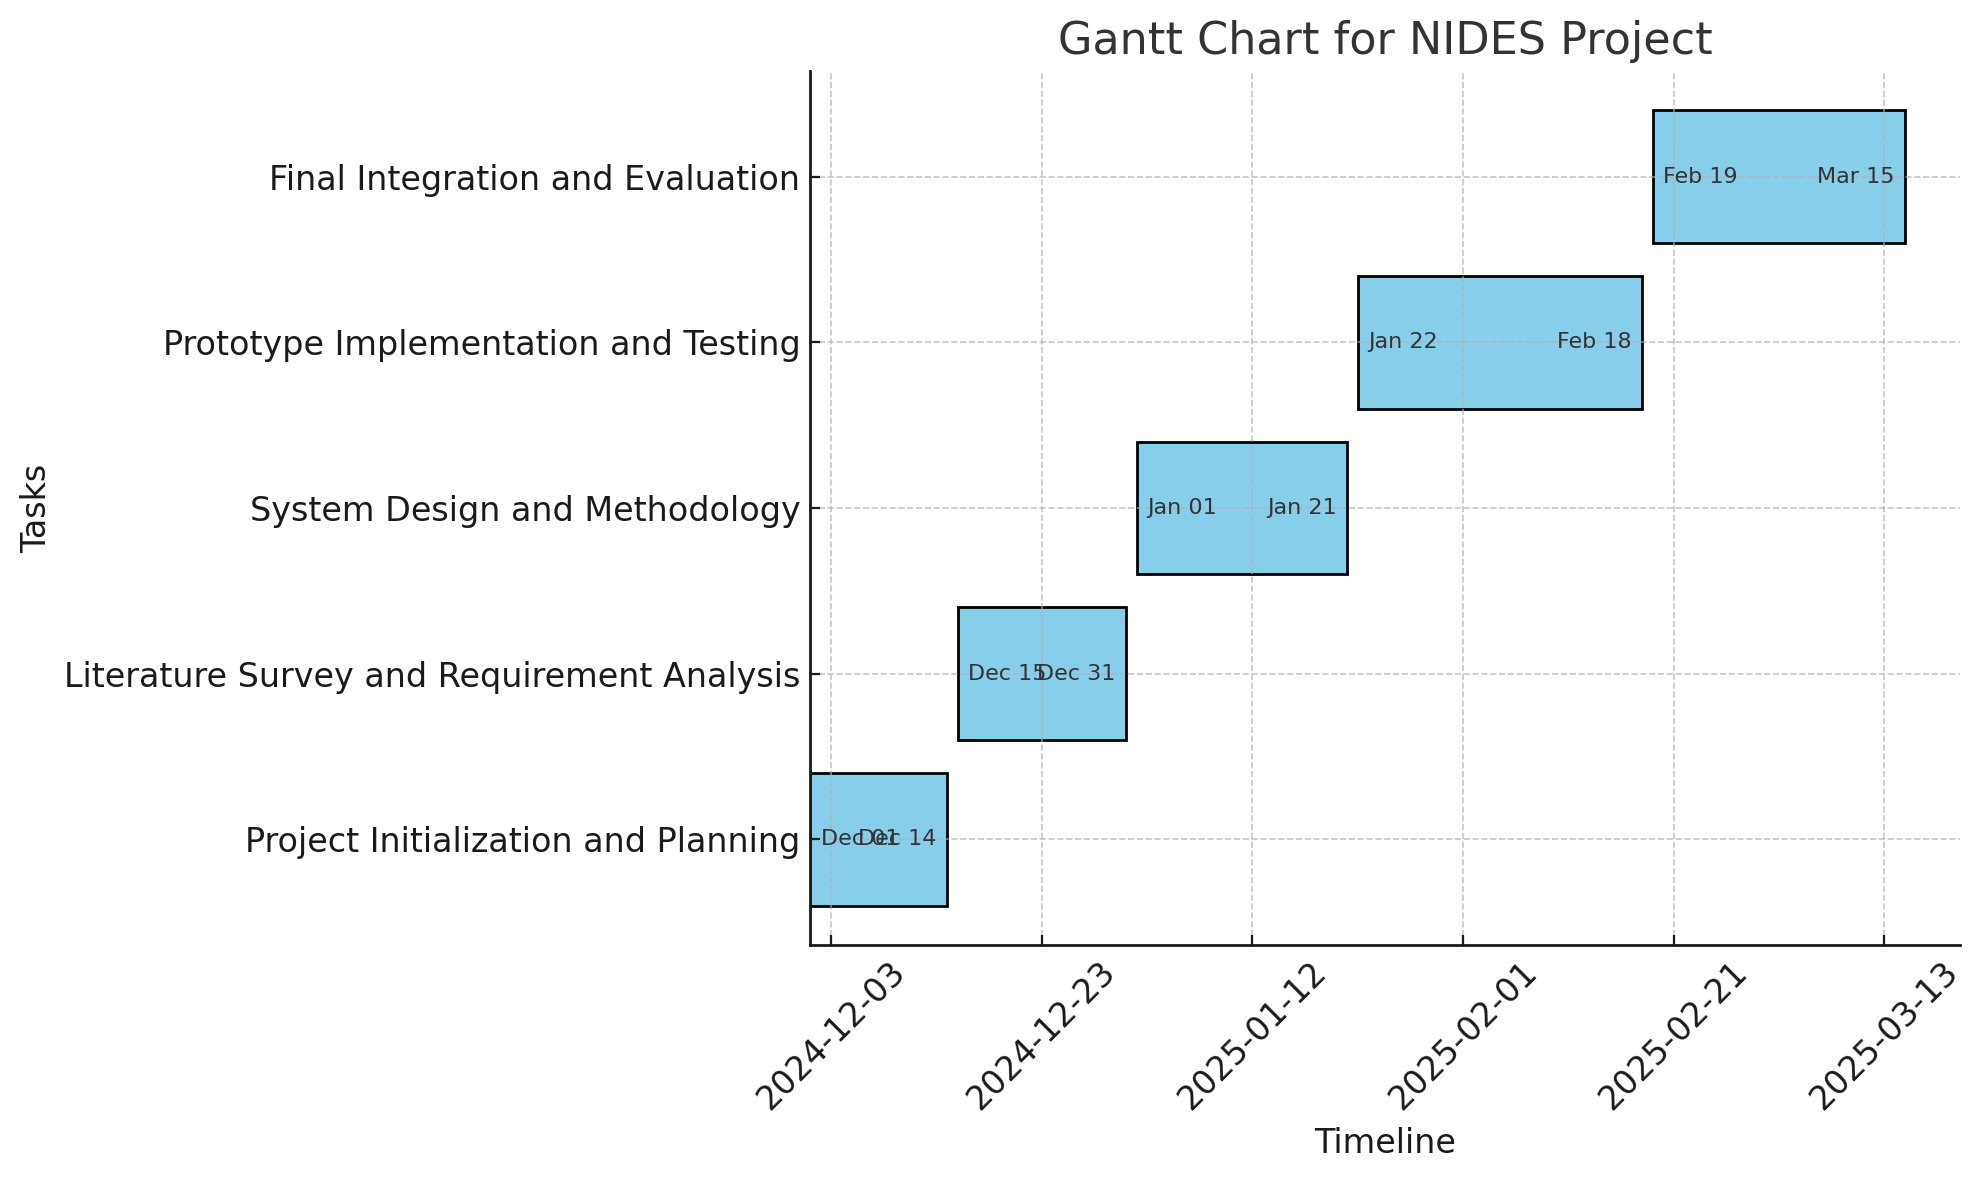 Gantt Chart for NIDES Project
Tasks
Final Integration and Evaluation
Feb 19
Mar 15
Prototype Implementation and Testing
Jan 22
Feb 18
System Design and Methodology
Jan 01
Jan 21
Literature Survey and Requirement Analysis
Dec 15
Dec 31
Project Initialization and Planning
Dec 01
Dec 14
2024-12-03
2024-12-23
2025-01-12
2025-02-01
2025-02-21
2025-03-13
Timeline